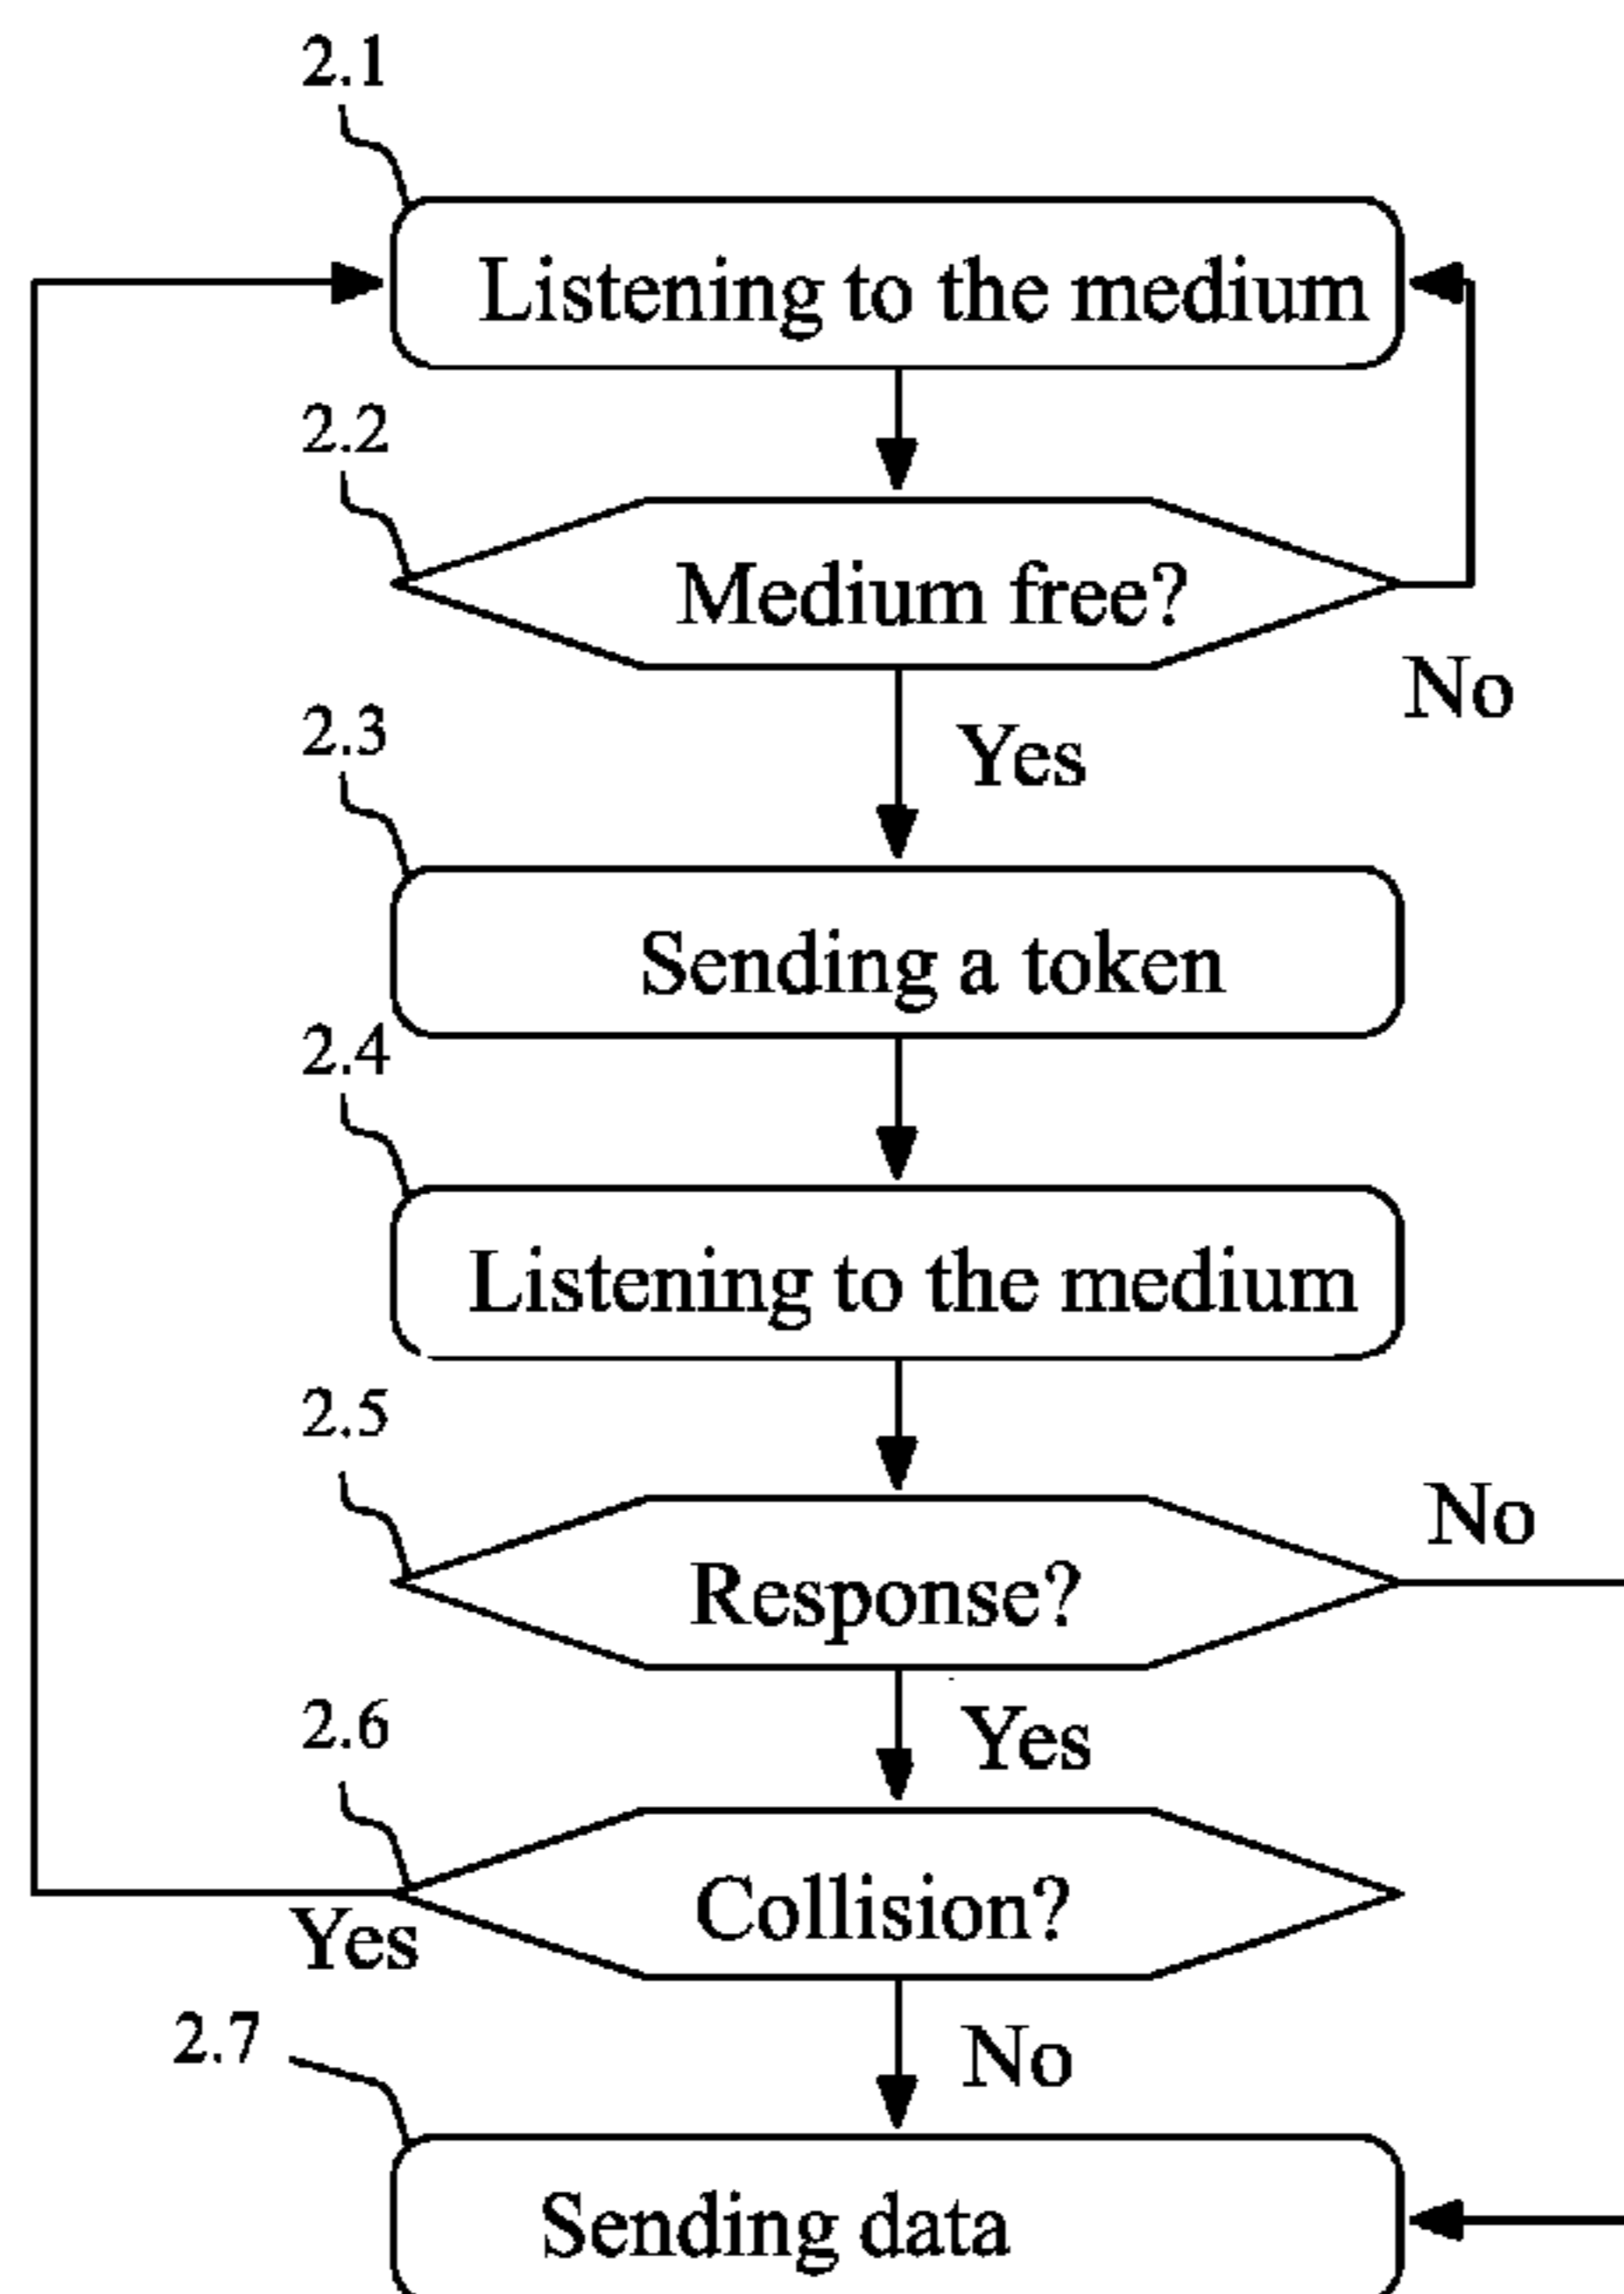 2.1
Listening to the medium
2.2
Medium free?
No
2.3
Yes
Sending a token
2.4
Listening to the medium
2.5
No
Response?
2.6
Yes
Collision?
Yes
2.7
No
Sending data